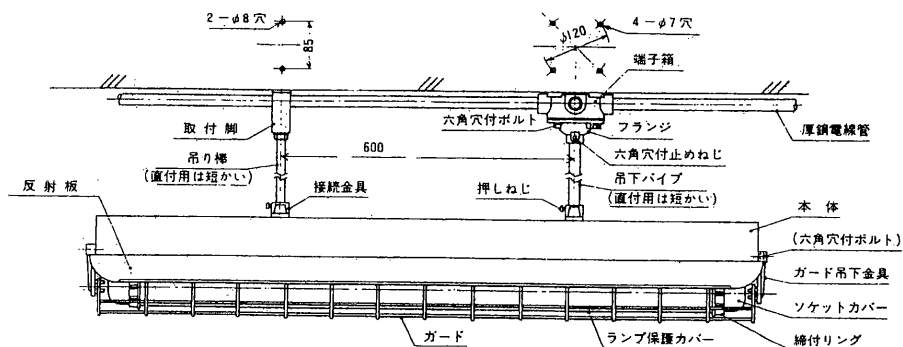 2-φ8穴
85
φ120
4-φ7穴
端子箱
取付脚
六角穴付ボルト
フランジ
厚鋼電線管
吊り棒
(直付用は短かい)
600
六角穴付止めねじ
反射板
接続金具
押しねじ
吊下パイプ
(直付用は短かい)
本体
(六角穴付ボルト)
ガード吊下金具
ソケットカバー
ガード
ランプ保護カバー
締付リング